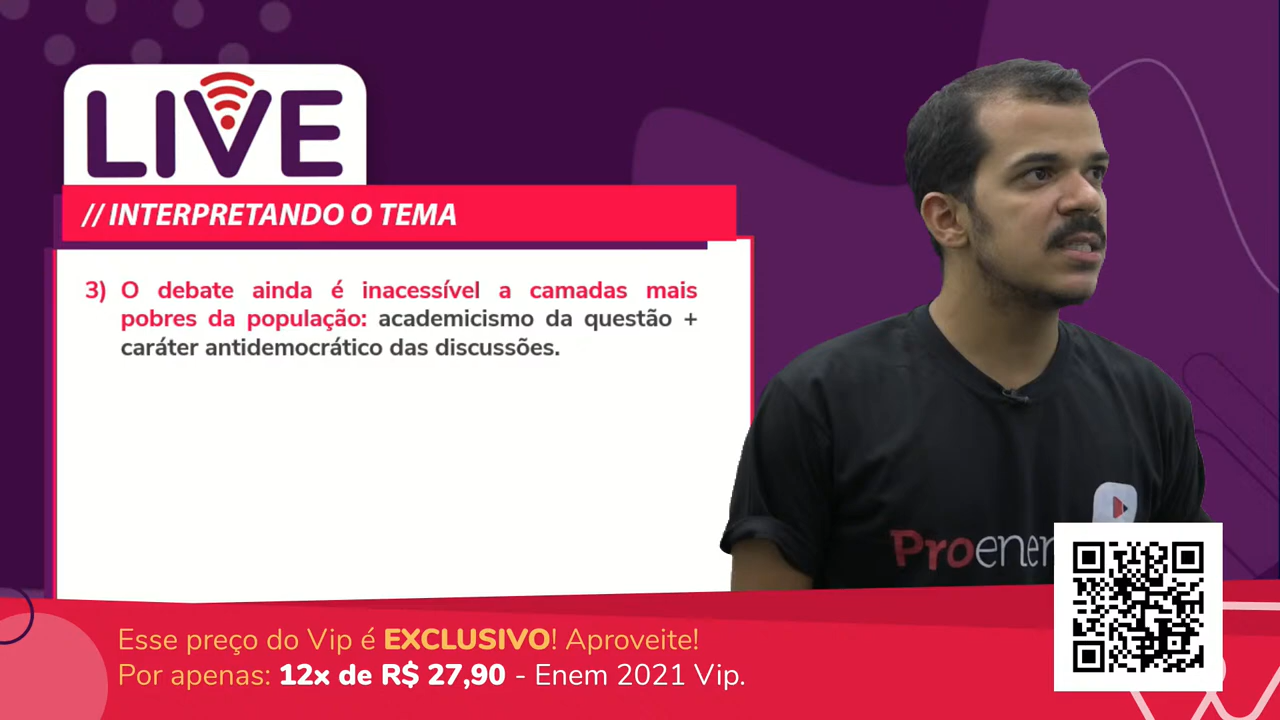 LIVE
// INTERPRETANDO O TEMA
3) O debate ainda é inacessível a camadas mais
pobres da população: academicismo da questão +
caráter antidemocrático das discussões.
Proenem
Esse preço do Vip é EXCLUSIVO! Aproveite!
Por apenas: 12x de R$ 27,90 - Enem 2021 Vip.